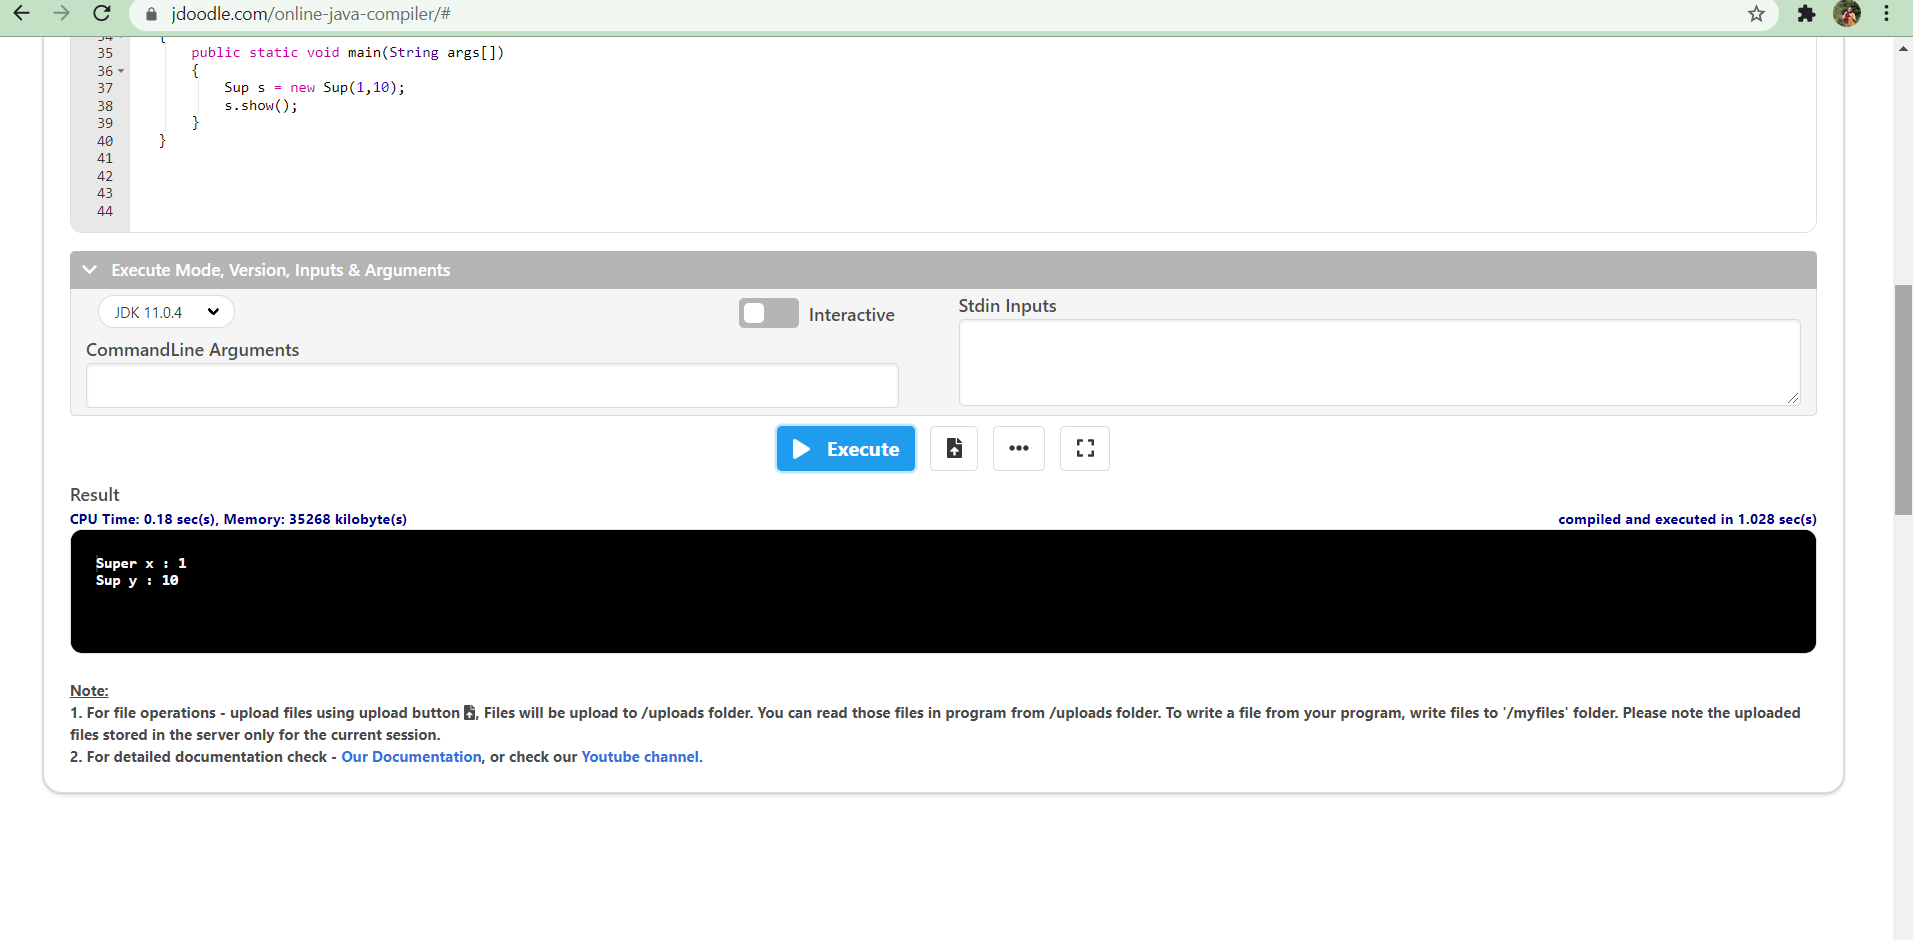 jdoodle.com/online-java-compiler/#
34 {
35 public static void main(String args[])
36 {
37 Sup s = new Sup(1,10);
38 s.show();
39 }
40 }
41
42
43
44
Execute Mode, Version, Inputs & Arguments
JDK 11.0.4
Interactive
Stdin Inputs
CommandLine Arguments
Execute
Result
CPU Time: 0.18 sec(s), Memory: 35268 kilobyte(s)
compiled and executed in 1.028 sec(s)
Super x : 1
Sup y : 10
Note:
1. For file operations - upload files using upload button , Files will be upload to /uploads folder. You can read those files in program from /uploads folder. To write a file from your program, write files to '/myfiles' folder. Please note the uploaded
files stored in the server only for the current session.
2. For detailed documentation check - Our Documentation, or check our Youtube channel.